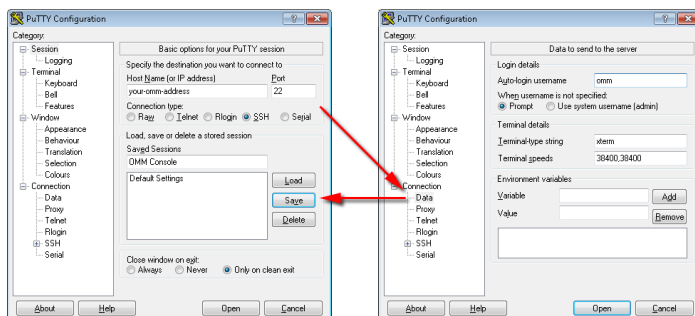 PuTTY Configuration
Category:
Session
Logging
Terminal
Keyboard
Bell
Features
Window
Appearance
Behaviour
Translation
Selection
Colours
Connection
Data
Proxy
Telnet
Rlogin
SSH
Serial
Basic options for your PuTTY session
Specify the destination you want to connect to
Host Name (or IP address) Port
your-omm-address 22
Connection type:
Raw Telnet Rlogin SSH Serial
Load, save or delete a stored session
Saved Sessions
OMM Console
Default Settings
Load
Save
Delete
Close window on exit:
Always Never Only on clean exit
About Help Open Cancel
PuTTY Configuration
Category:
Session
Logging
Terminal
Keyboard
Bell
Features
Window
Appearance
Behaviour
Translation
Selection
Colours
Connection
Data
Proxy
Telnet
Rlogin
SSH
Serial
Data to send to the server
Login details
Auto-login username omm
When username is not specified:
Prompt Use system username (admin)
Terminal details
Terminal-type string xterm
Terminal speeds 38400,38400
Environment variables
Variable Add
Value Remove
About Help Open Cancel